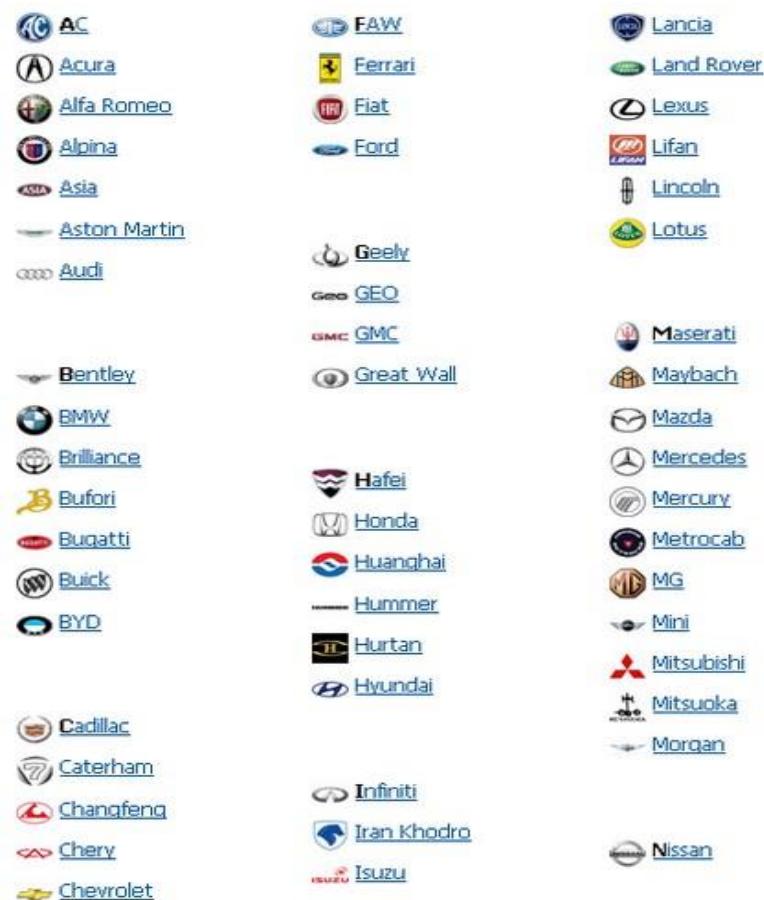 AC
Acura
Alfa Romeo
Alpina
Asia
Aston Martin
Audi
Bentley
BMW
Brilliance
Bufori
Bugatti
Buick
BYD
Cadillac
Caterham
Changfeng
Chery
Chevrolet
FAW
Ferrari
Fiat
Ford
Geely
GEO
GMC
Great Wall
Hafei
Honda
Huanghai
Hummer
Hurtan
Hyundai
Infiniti
Iran Khodro
Isuzu
Lancia
Land Rover
Lexus
Lifan
Lincoln
Lotus
Maserati
Maybach
Mazda
Mercedes
Mercury
Metrocab
MG
Mini
Mitsubishi
Mitsuoka
Morgan
Nissan